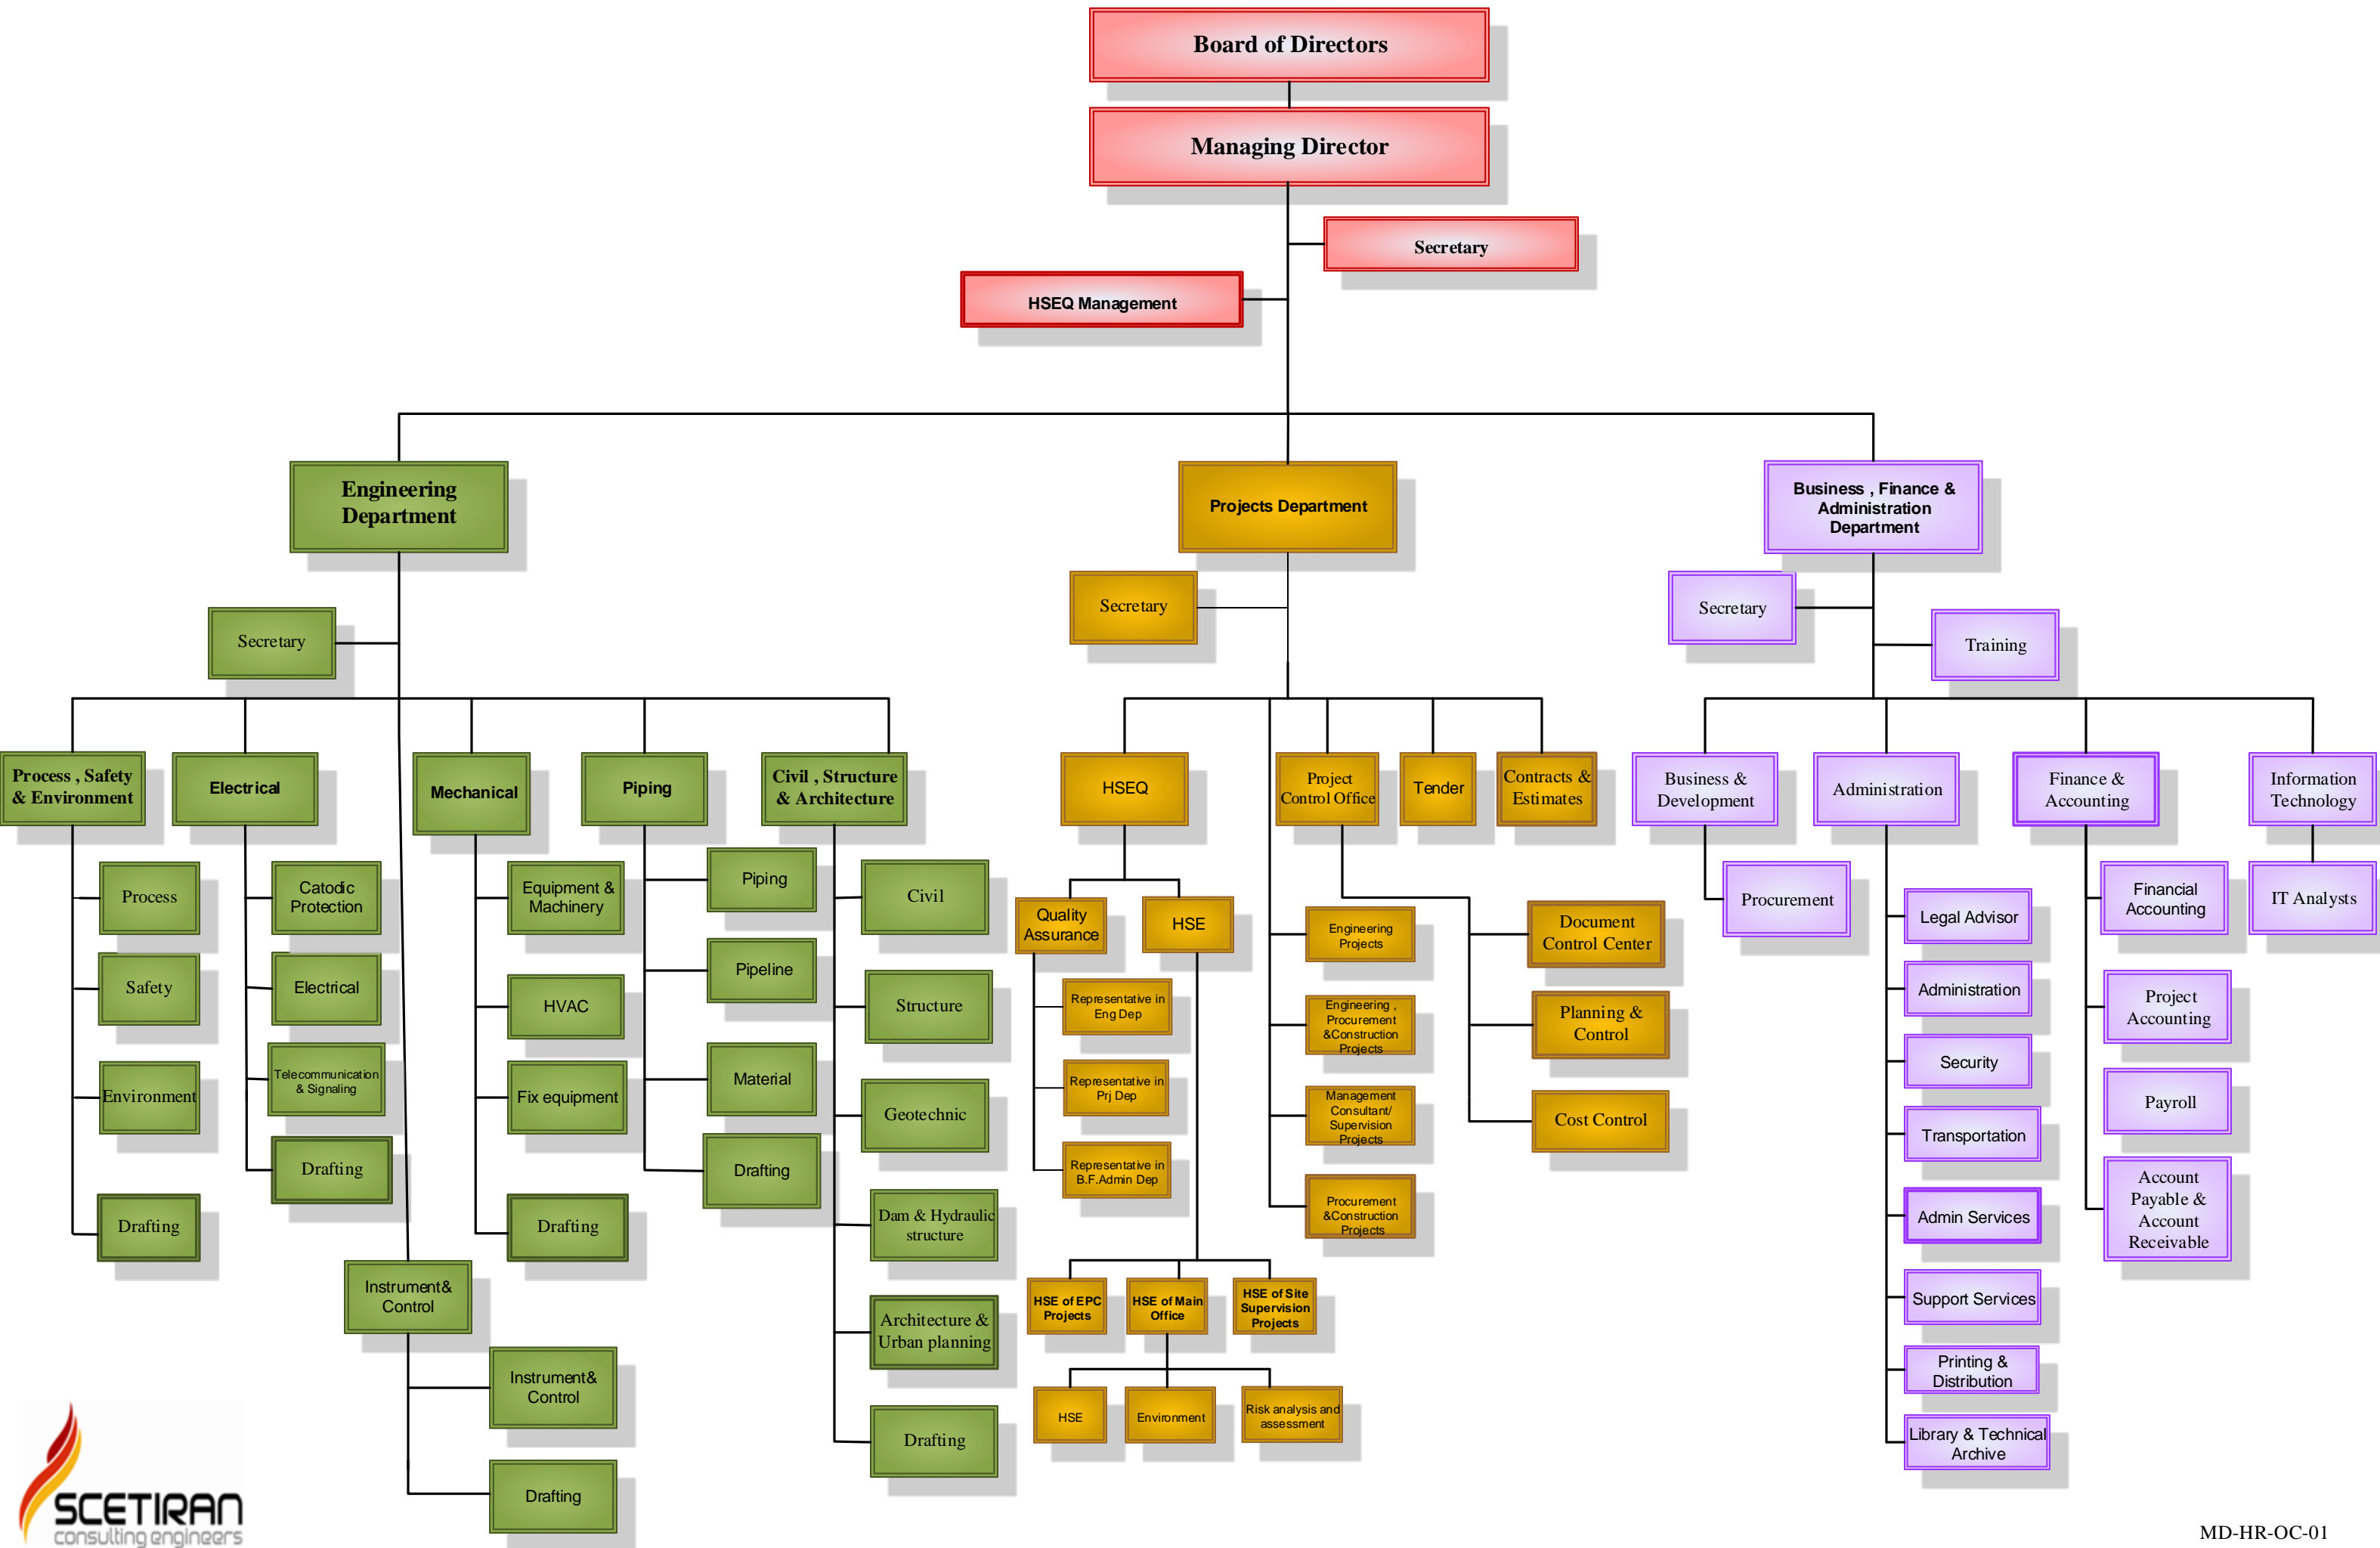 Board of Directors
Managing Director
Secretary
HSEQ Management
Engineering
Department
Projects Department
Business , Finance &
Administration
Department
Secretary
Secretary
Secretary
Training
Process , Safety
& Environment
Electrical
Mechanical
Piping
Civil , Structure
& Architecture
HSEQ
Project
Control Office
Tender
Contracts &
Estimates
Business &
Development
Administration
Finance &
Accounting
Information
Technology
Process
Safety
Environment
Drafting
Catodic
Protection
Electrical
Telecommunication
& Signaling
Drafting
Instrument&
Control
Instrument&
Control
Drafting
Equipment &
Machinery
HVAC
Fix equipment
Drafting
Piping
Pipeline
Material
Drafting
Civil
Structure
Geotechnic
Dam & Hydraulic
structure
Architecture &
Urban planning
Drafting
Quality
Assurance
HSE
Representative in
Eng Dep
Representative in
Prj Dep
Representative in
B.F.Admin Dep
HSE of EPC
Projects
HSE of Main
Office
HSE of Site
Supervision
Projects
HSE
Environment
Risk analysis and
assessment
Engineering
Projects
Engineering ,
Procurement
&Construction
Projects
Management
Consultant/
Supervision
Projects
Procurement
&Construction
Projects
Document
Control Center
Planning &
Control
Cost Control
Procurement
Legal Advisor
Administration
Security
Transportation
Admin Services
Support Services
Printing &
Distribution
Library & Technical
Archive
Financial
Accounting
Project
Accounting
Payroll
Account
Payable &
Account
Receivable
IT Analysts
SCETIRAN
consulting engineers
MD-HR-OC-01